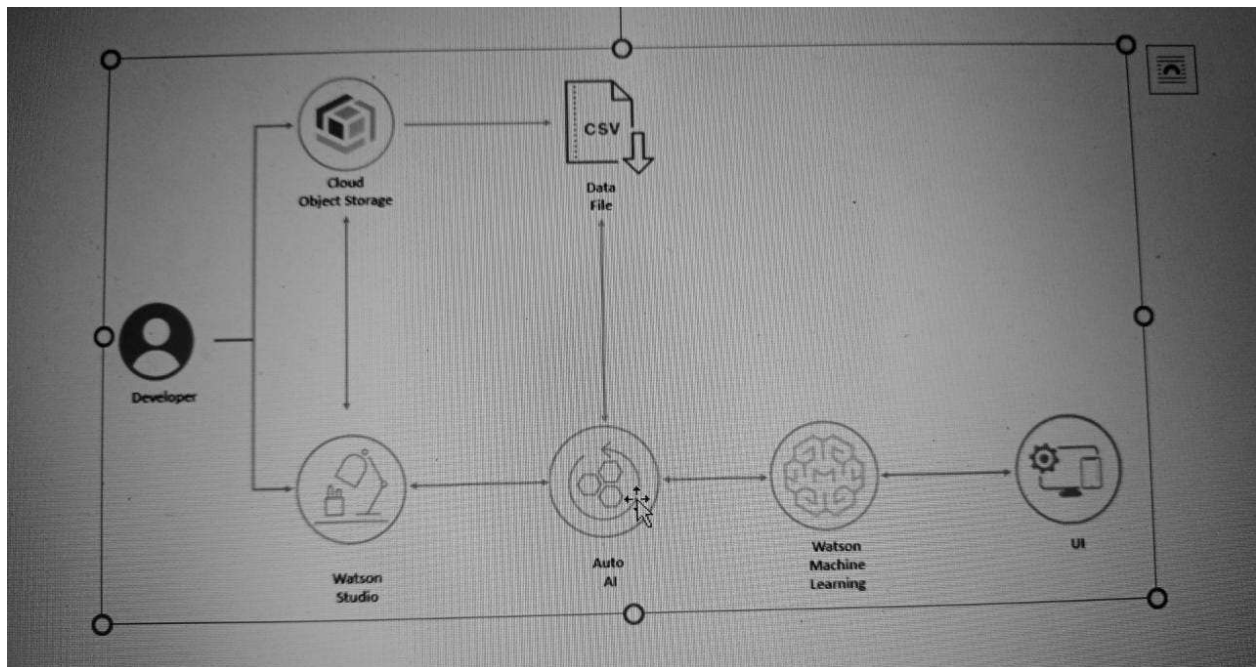 CSV
Cloud
Object Storage
Data
File
Developer
Watson
Studio
Auto
AI
Watson
Machine
Learning
UI